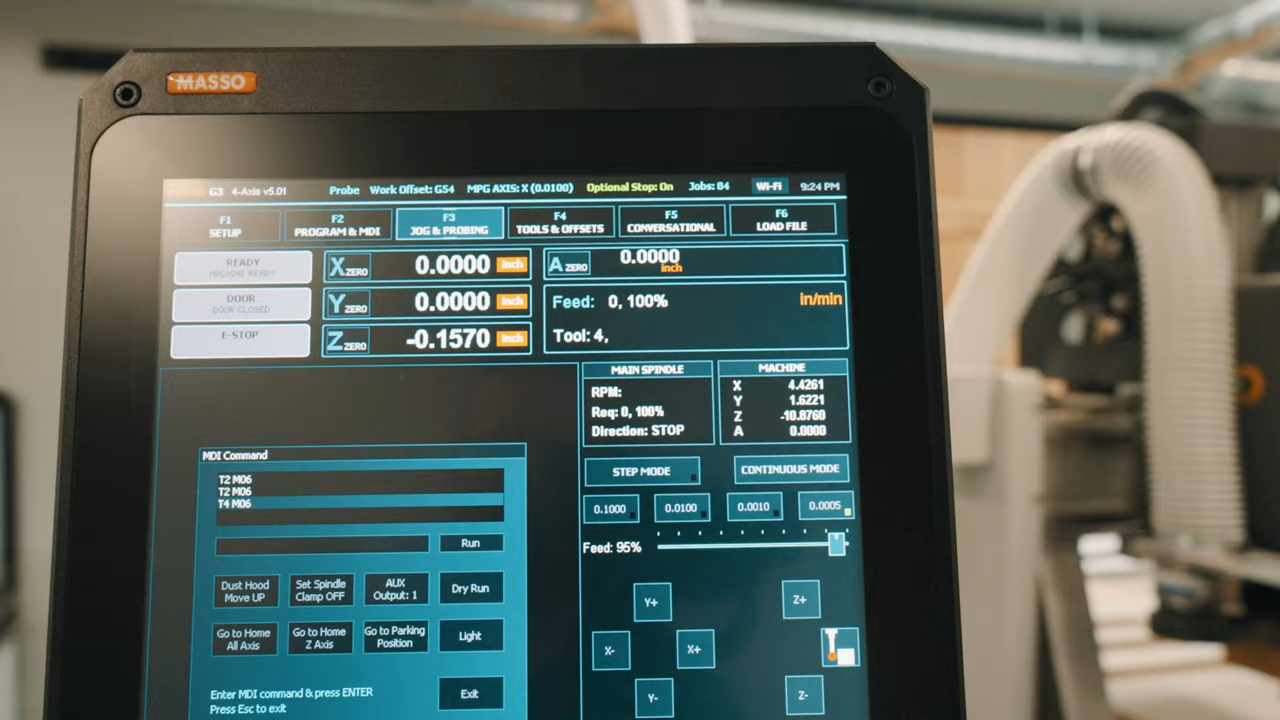 MASSO
G3 4-Axis v5.01 Probe Work Offset: G54 MPG AXIS: X (0.0100) Optional Stop: On Jobs: 84 Wi-Fi 9:24 PM
F1 F2 F3 F4 F5 F6
SETUP PROGRAM & MDI JOG & PROBING TOOLS & OFFSETS CONVERSATIONAL LOAD FILE
READY
MACHINE READY
DOOR
DOOR CLOSED
E-STOP
X ZERO 0.0000 inch
Y ZERO 0.0000 inch
Z ZERO -0.1570 inch
A ZERO 0.0000 inch
Feed: 0, 100% in/min
Tool: 4,
MAIN SPINDLE
RPM:
Req: 0, 100%
Direction: STOP
MACHINE
X 4.4261
Y 1.6221
Z -10.8760
A 0.0000
MDI Command
T2 M06
T2 M06
T4 M06
Run
Dust Hood Move UP
Set Spindle Clamp OFF
AUX Output: 1
Dry Run
Go to Home All Axis
Go to Home Z Axis
Go to Parking Position
Light
Enter MDI command & press ENTER
Press Esc to exit
Exit
STEP MODE CONTINUOUS MODE
0.1000 0.0100 0.0010 0.0005
Feed: 95%
Y+ Z+
X- X+
Y- Z-